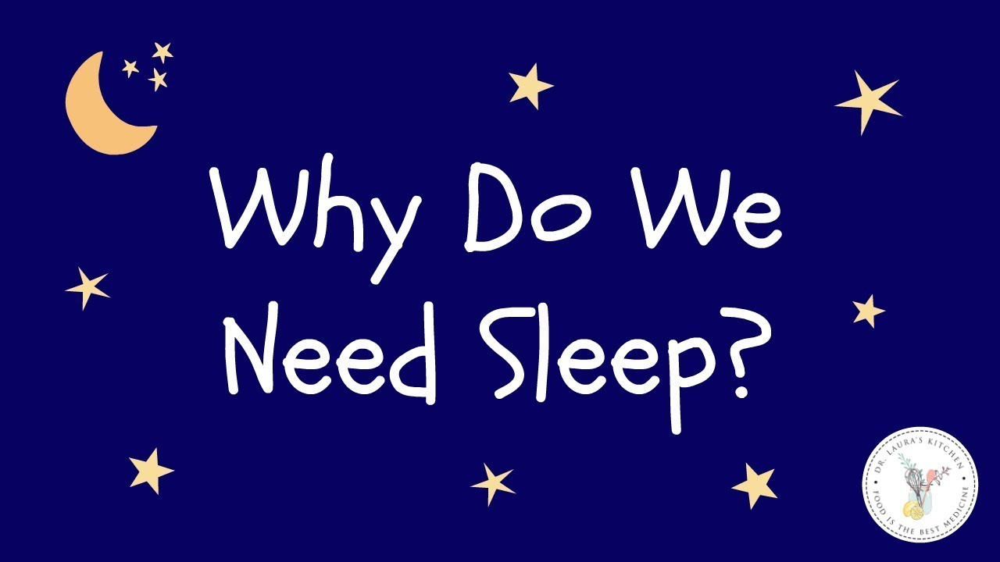 Why Do We
Need Sleep?
DR. LAURA'S KITCHEN
FOOD IS THE BEST MEDICINE